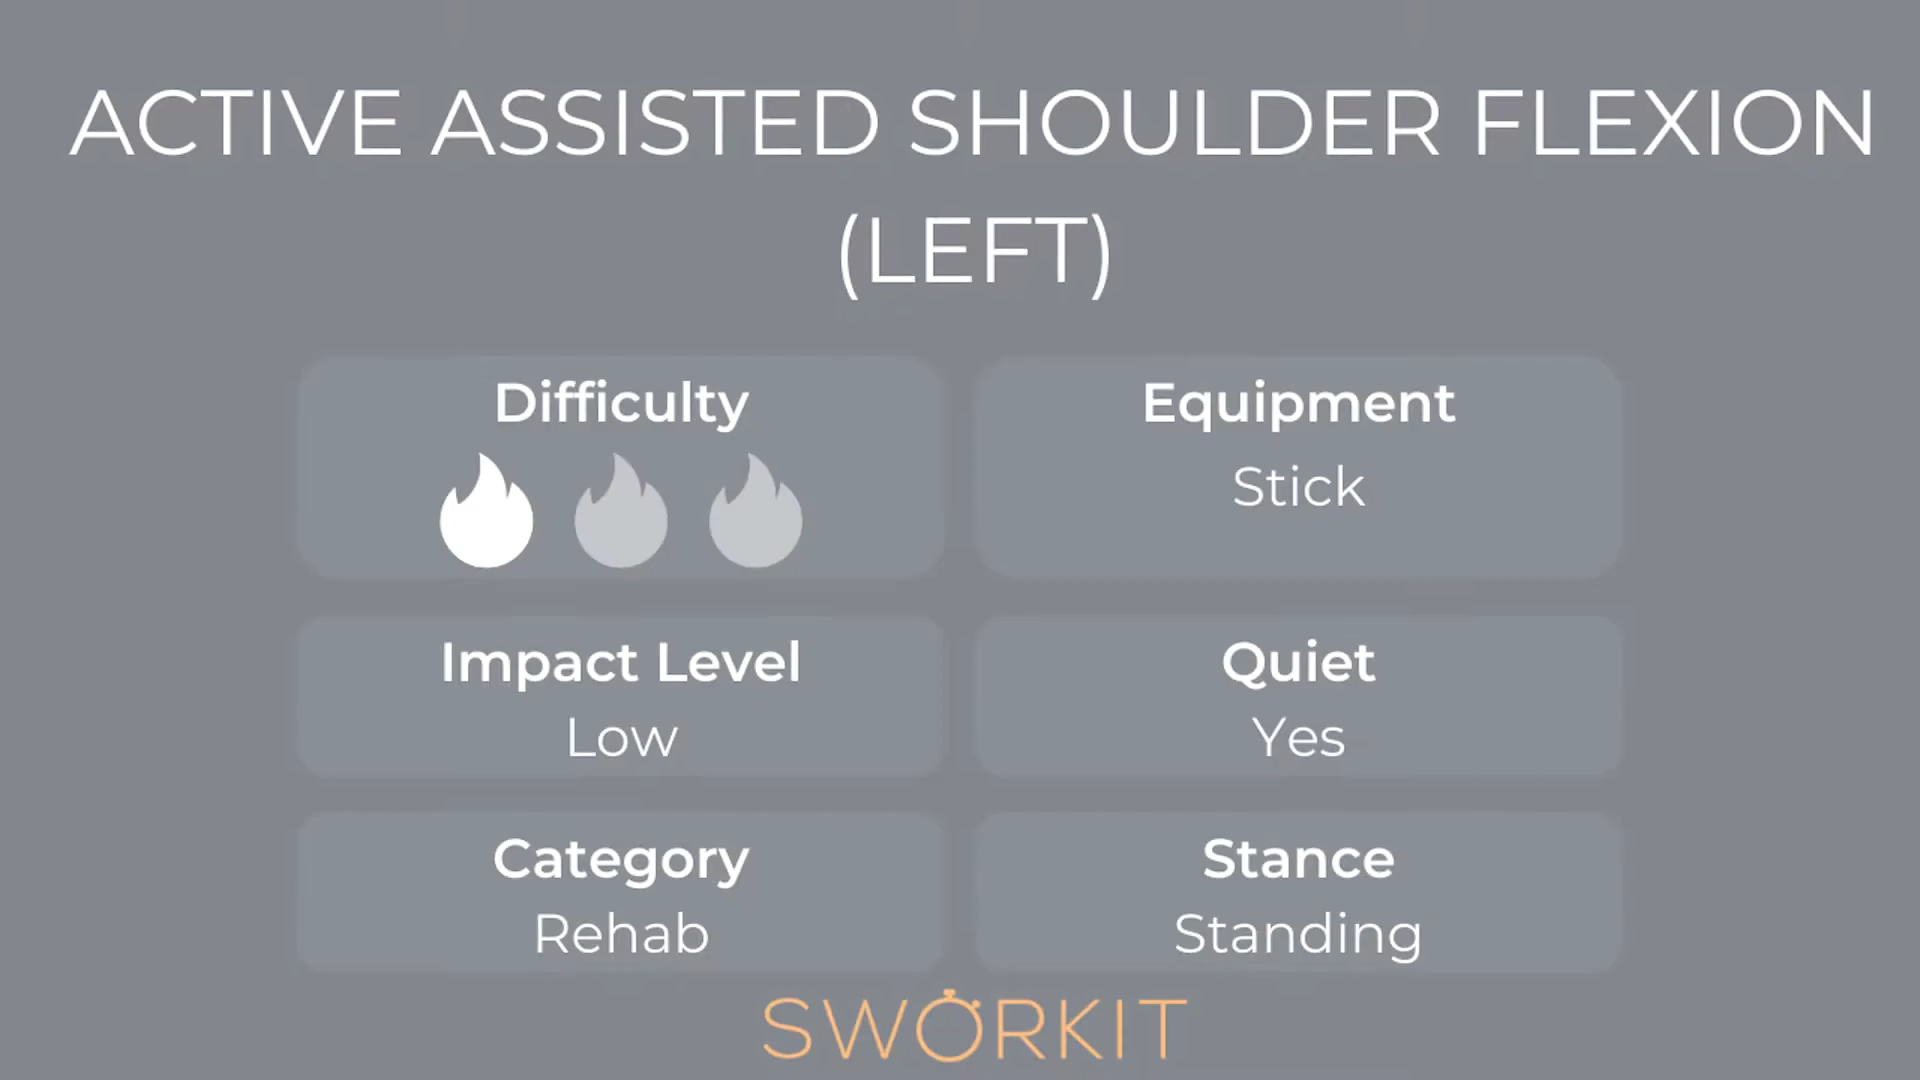 ACTIVE ASSISTED SHOULDER FLEXION
(LEFT)
Difficulty
Equipment
Stick
Impact Level
Low
Quiet
Yes
Category
Rehab
Stance
Standing
SWORKIT